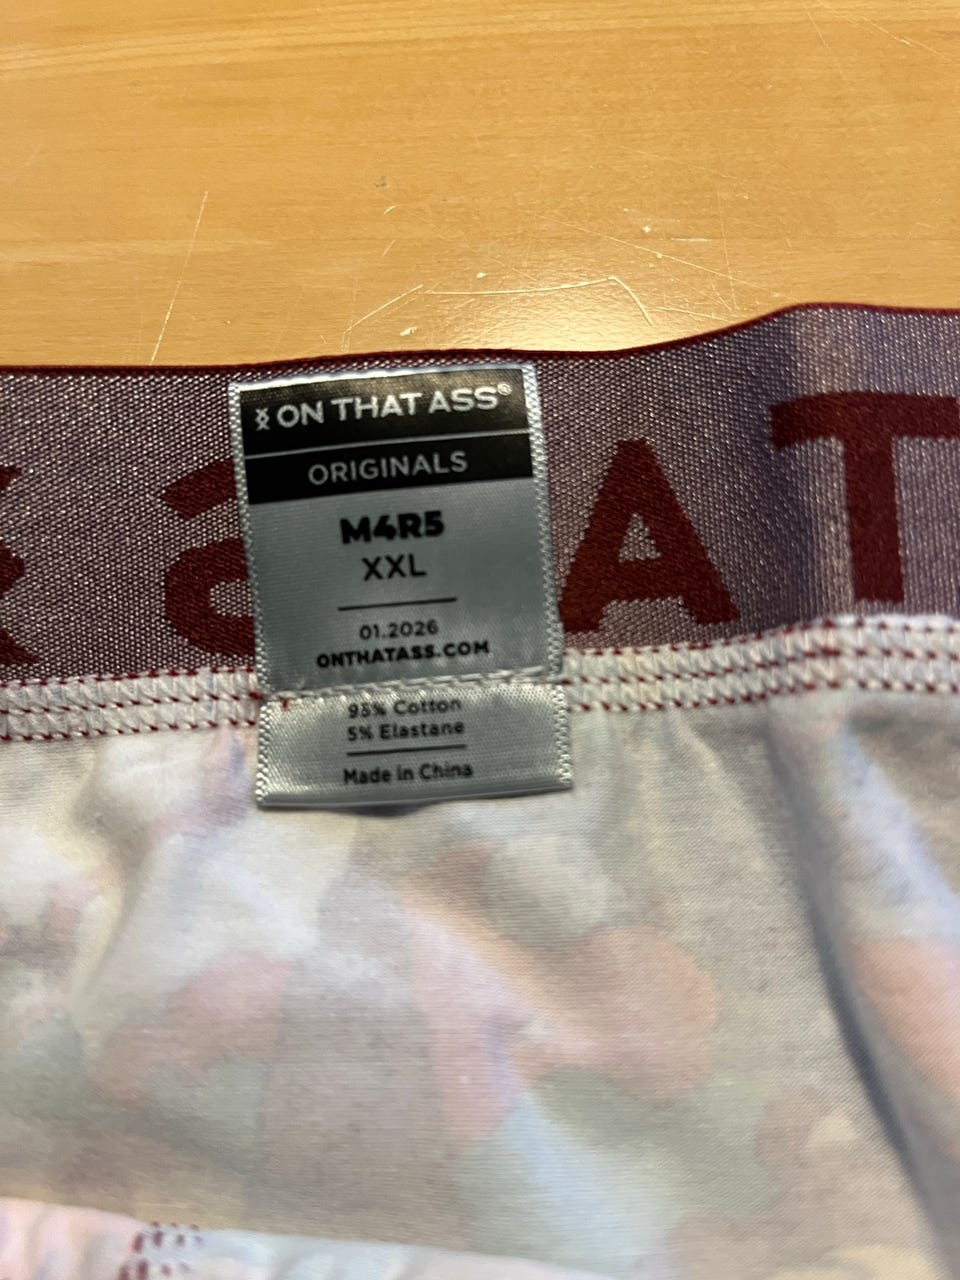 ON THAT ASS®
ORIGINALS
M4R5
XXL
01.2026
ONTHATASS.COM
95% Cotton
5% Elastane
Made in China